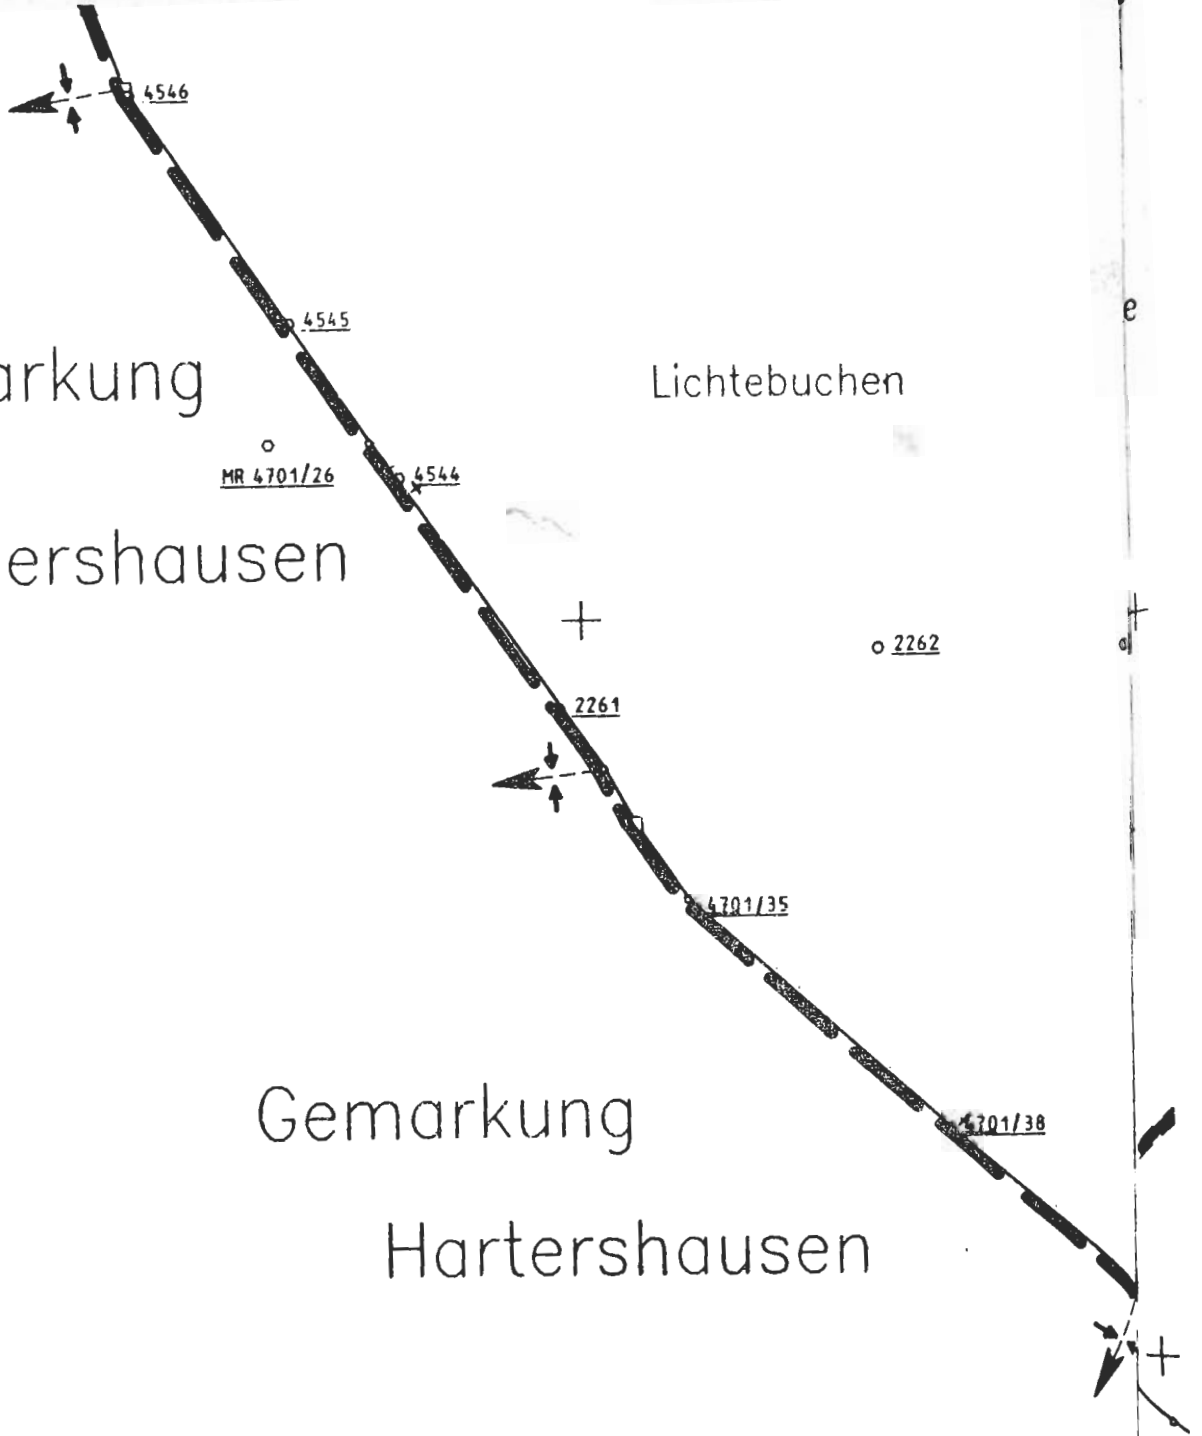 4546
4545
e
arkung
Lichtebuchen
MR 4701/26
4544
ershausen
2262
2261
4701/35
4701/38
Gemarkung
Hartershausen